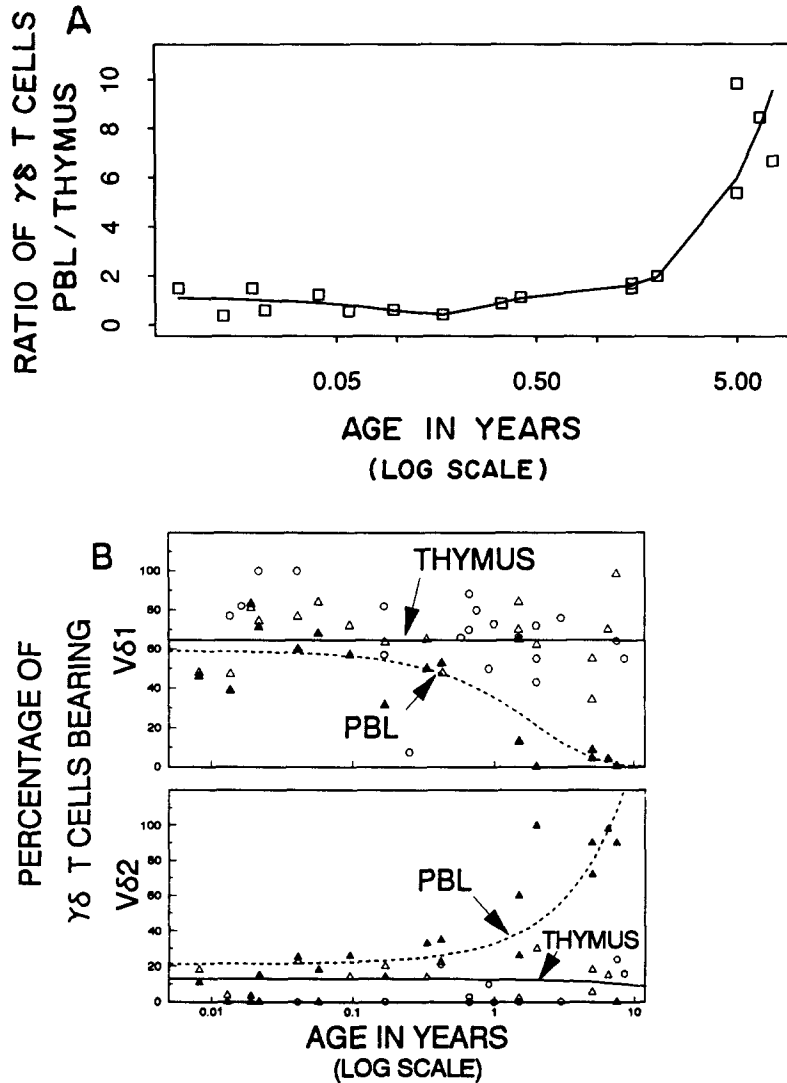 A
RATIO OF γδ T CELLS
PBL / THYMUS
10
8
6
4
2
0
0.05
0.50
5.00
AGE IN YEARS
(LOG SCALE)
B
PERCENTAGE OF
γδ T CELLS BEARING
Vδ1
100
80
60
40
20
0
THYMUS
PBL
Vδ2
100
80
60
40
20
0
PBL
THYMUS
0.01
0.1
1
10
AGE IN YEARS
(LOG SCALE)